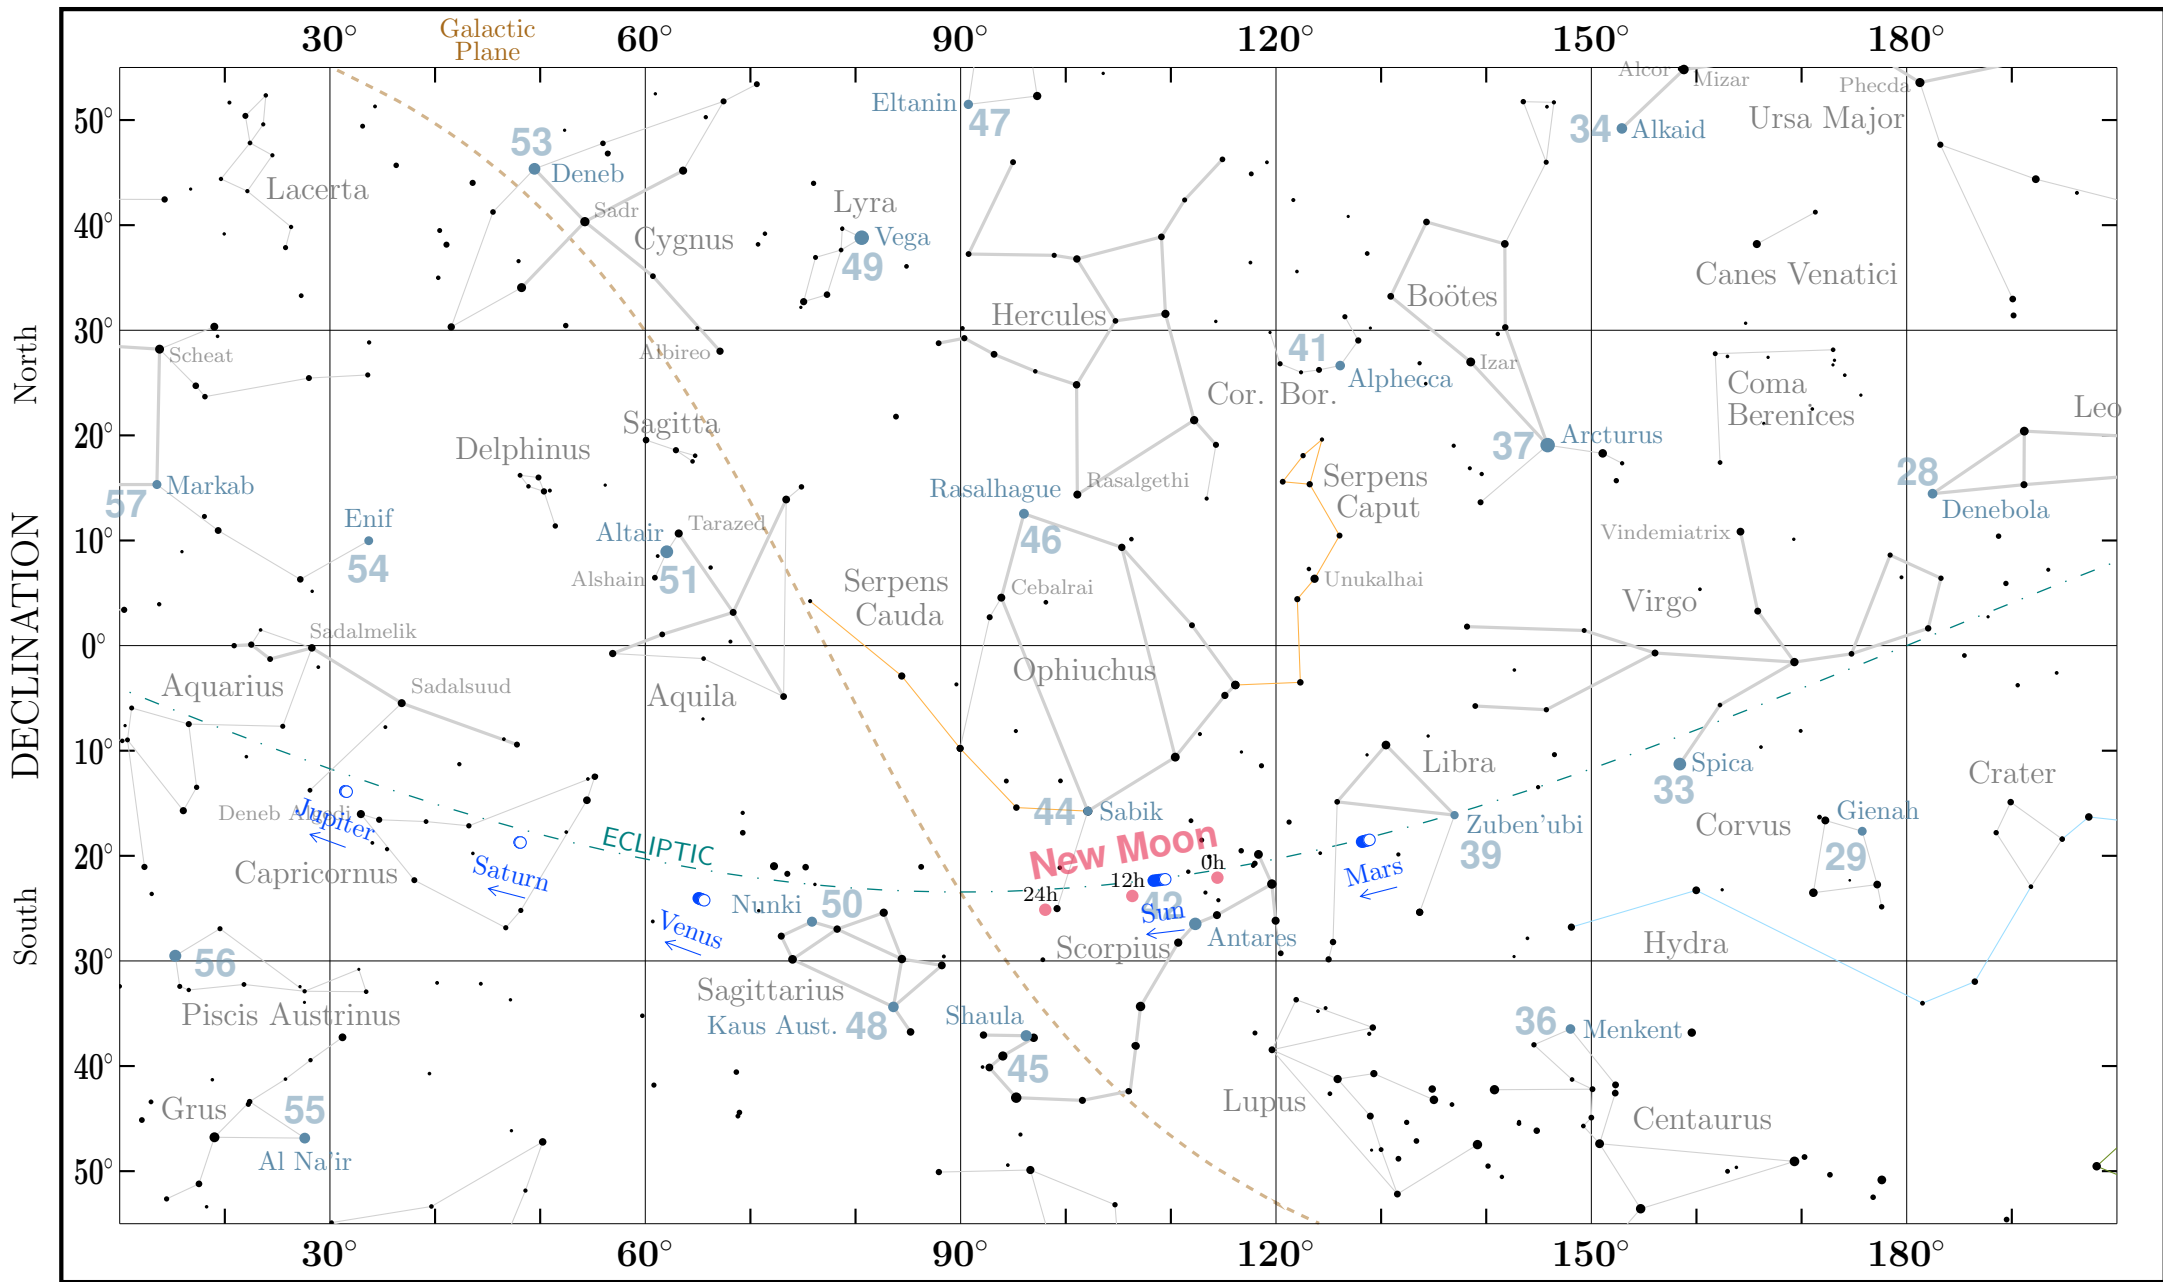 Galactic
Plane
30° 60° 90° 120° 150° 180°
50°
40°
30°
20°
10°
0°
10°
20°
30°
40°
50°
North
DECLINATION
South
Alcor
Mizar
Phecda
Eltanin
47
34
Alkaid
Ursa Major
53
Deneb
Lacerta
Sadr
Cygnus
Lyra
Vega
49
Canes Venatici
Boötes
Hercules
Scheat
Albireo
41
Alphecca
Izar
Cor. Bor.
Coma
Berenices
Leo
Sagitta
Delphinus
37
Arcturus
28
Denebola
Markab
57
Rasalhague
46
Rasalgethi
Serpens
Caput
Enif
54
Altair
51
Tarazed
Alshain
Vindemiatrix
Serpens
Cauda
Cebalrai
Unukalhai
Virgo
Sadalmelik
Aquarius
Sadalsuud
Aquila
Ophiuchus
Libra
Spica
33
Crater
Deneb Algedi
Jupiter
44
Sabik
Gienah
29
Corvus
Zuben'ubi
39
ECLIPTIC
New Moon
0h
12h
24h
Mars
Capricornus
Saturn
Nunki
50
42
Sun
Venus
Antares
Scorpius
Hydra
56
Sagittarius
Piscis Austrinus
Kaus Aust.
48
Shaula
45
36
Menkent
Grus
55
Al Na'ir
Lupus
Centaurus
30° 60° 90° 120° 150° 180°